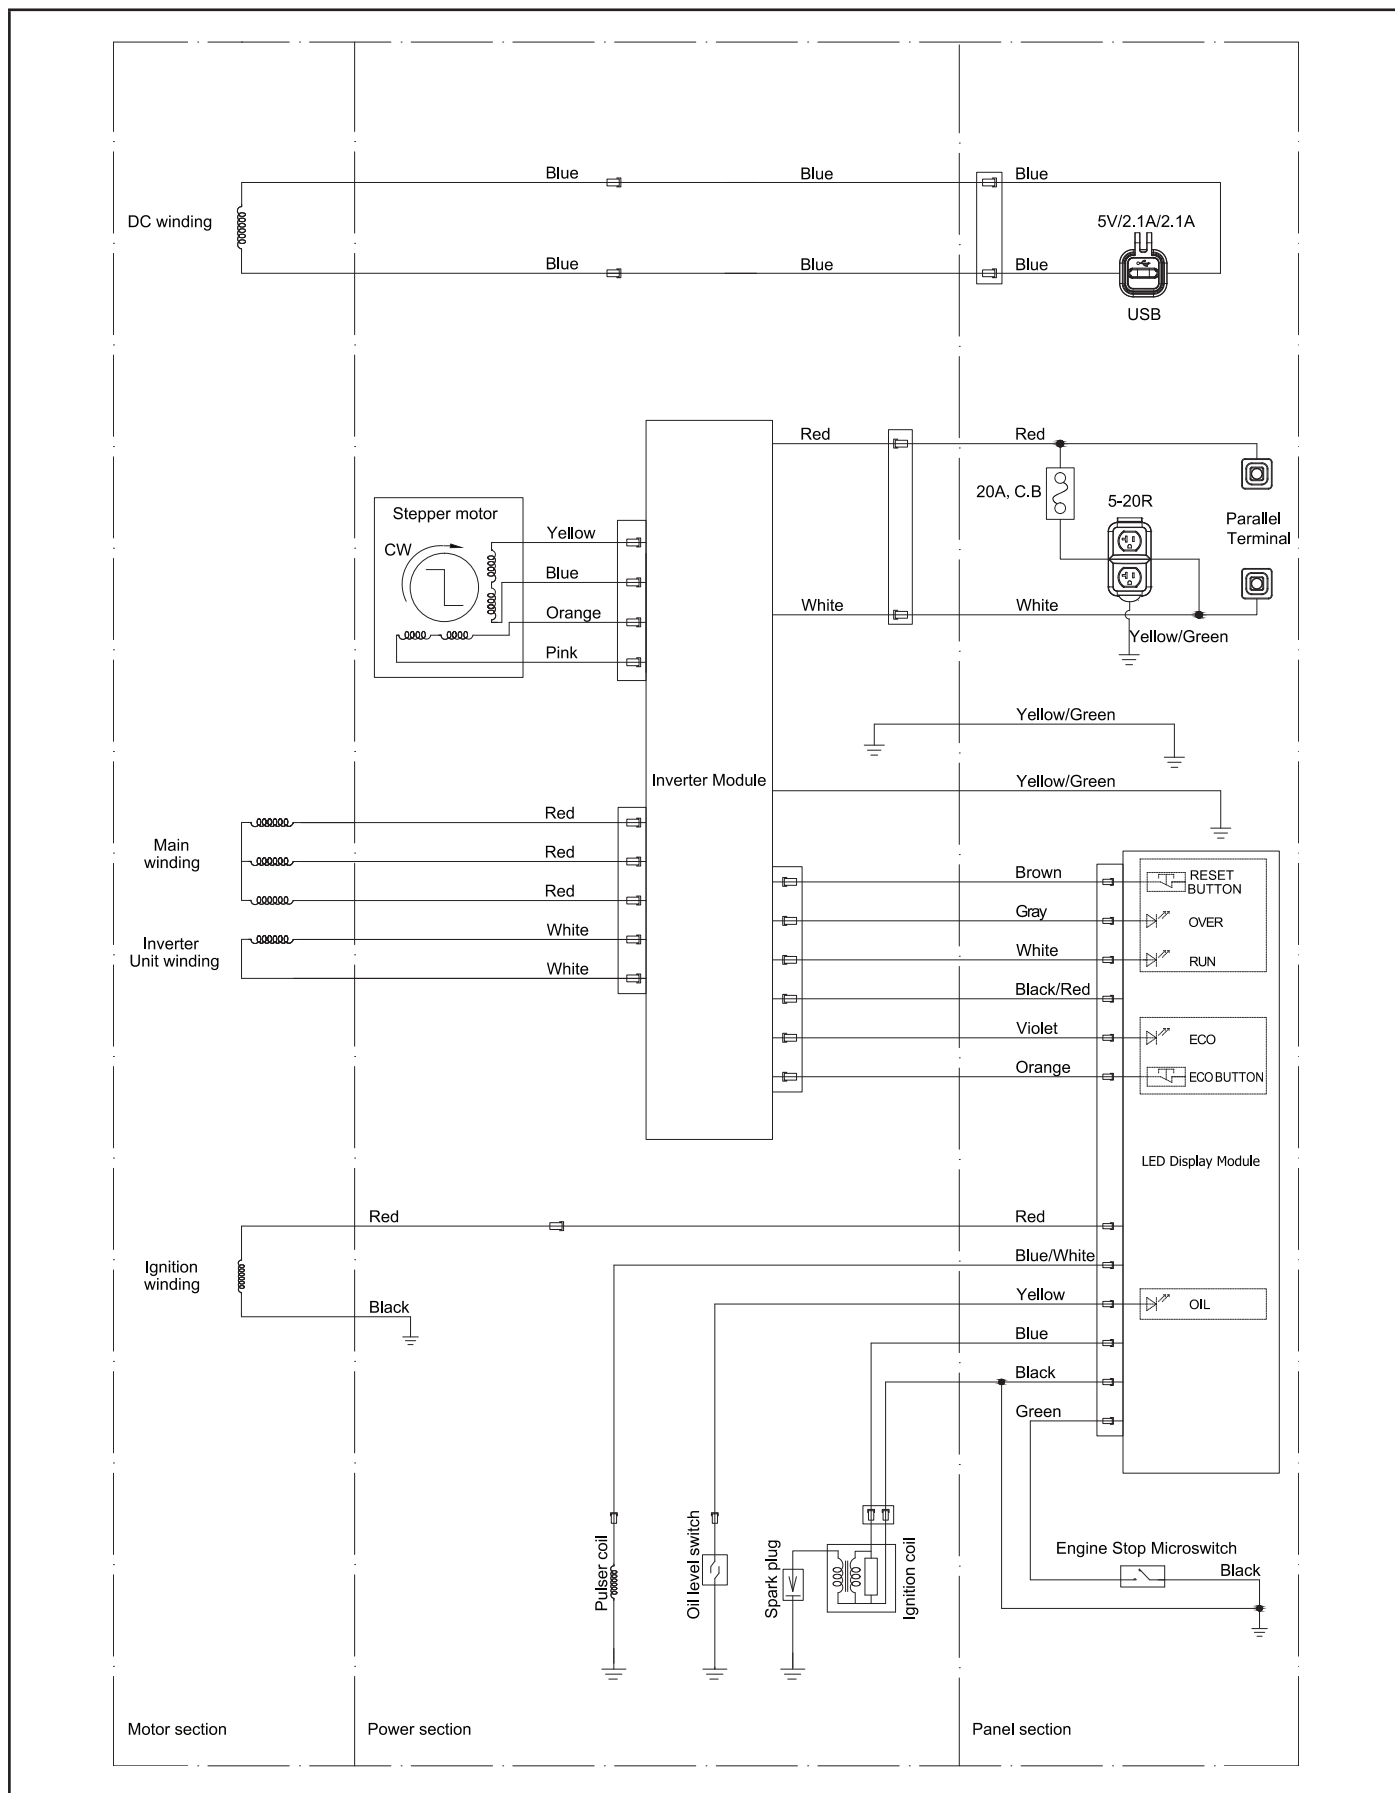 Blue
Blue
Blue
DC winding
5V/2.1A/2.1A
Blue
Blue
Blue
USB
Red
Red
20A, C.B
5-20R
Stepper motor
CW
Parallel
Terminal
Yellow
Blue
Orange
White
White
Pink
Yellow/Green
Yellow/Green
Inverter Module
Yellow/Green
Main
winding
Red
Red
Red
Inverter
Unit winding
White
White
Brown
RESET
BUTTON
Gray
OVER
White
RUN
Black/Red
Violet
ECO
Orange
ECO BUTTON
LED Display Module
Red
Red
Ignition
winding
Blue/White
Black
Yellow
OIL
Blue
Black
Green
Pulser coil
Oil level switch
Spark plug
Ignition coil
Engine Stop Microswitch
Black
Motor section
Power section
Panel section